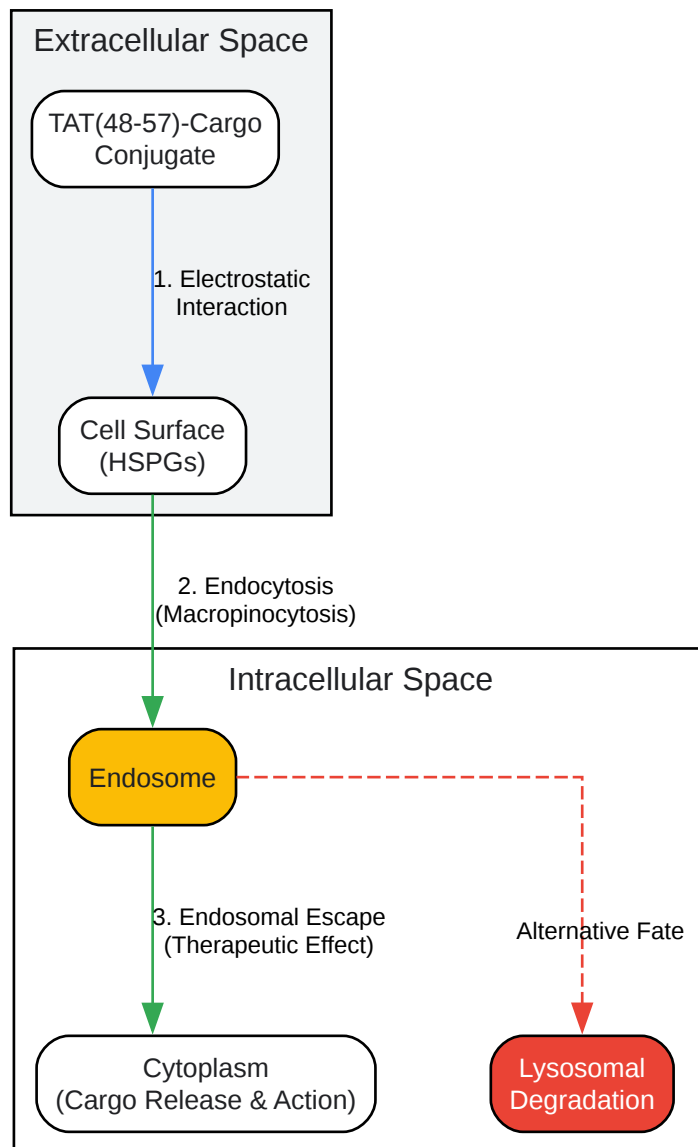 Extracellular Space
TAT(48-57)-Cargo
Conjugate
1. Electrostatic
Interaction
Cell Surface
(HSPGs)
2. Endocytosis
(Macropinocytosis)
Intracellular Space
Endosome
3. Endosomal Escape
(Therapeutic Effect)
Alternative Fate
Cytoplasm
(Cargo Release & Action)
Lysosomal
Degradation